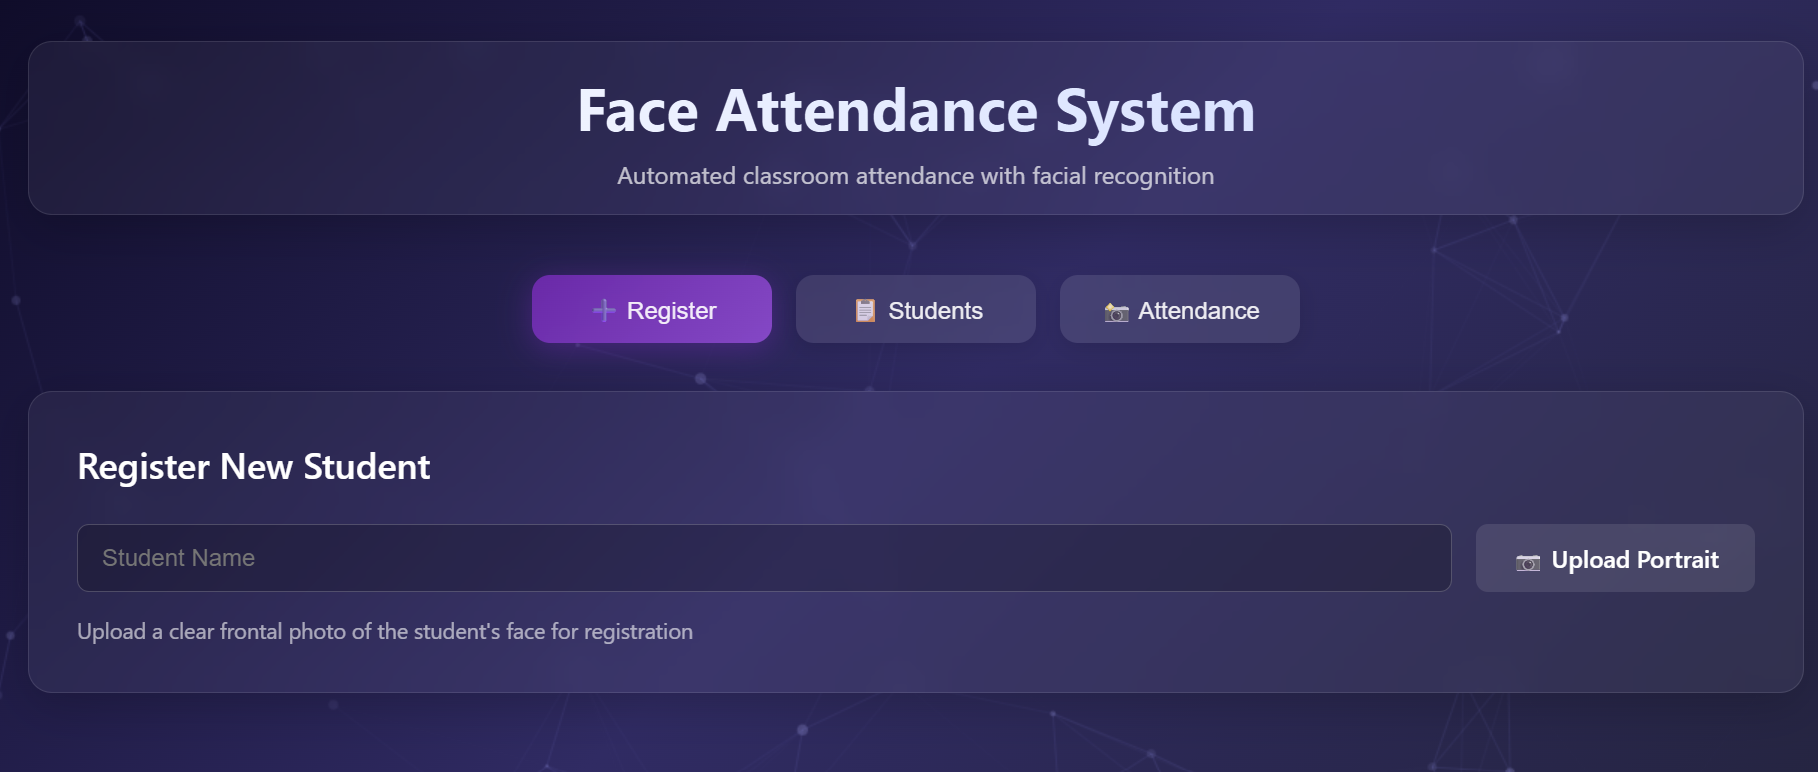 Face Attendance System
Automated classroom attendance with facial recognition
Register
Students
Attendance
Register New Student
Student Name
Upload Portrait
Upload a clear frontal photo of the student's face for registration